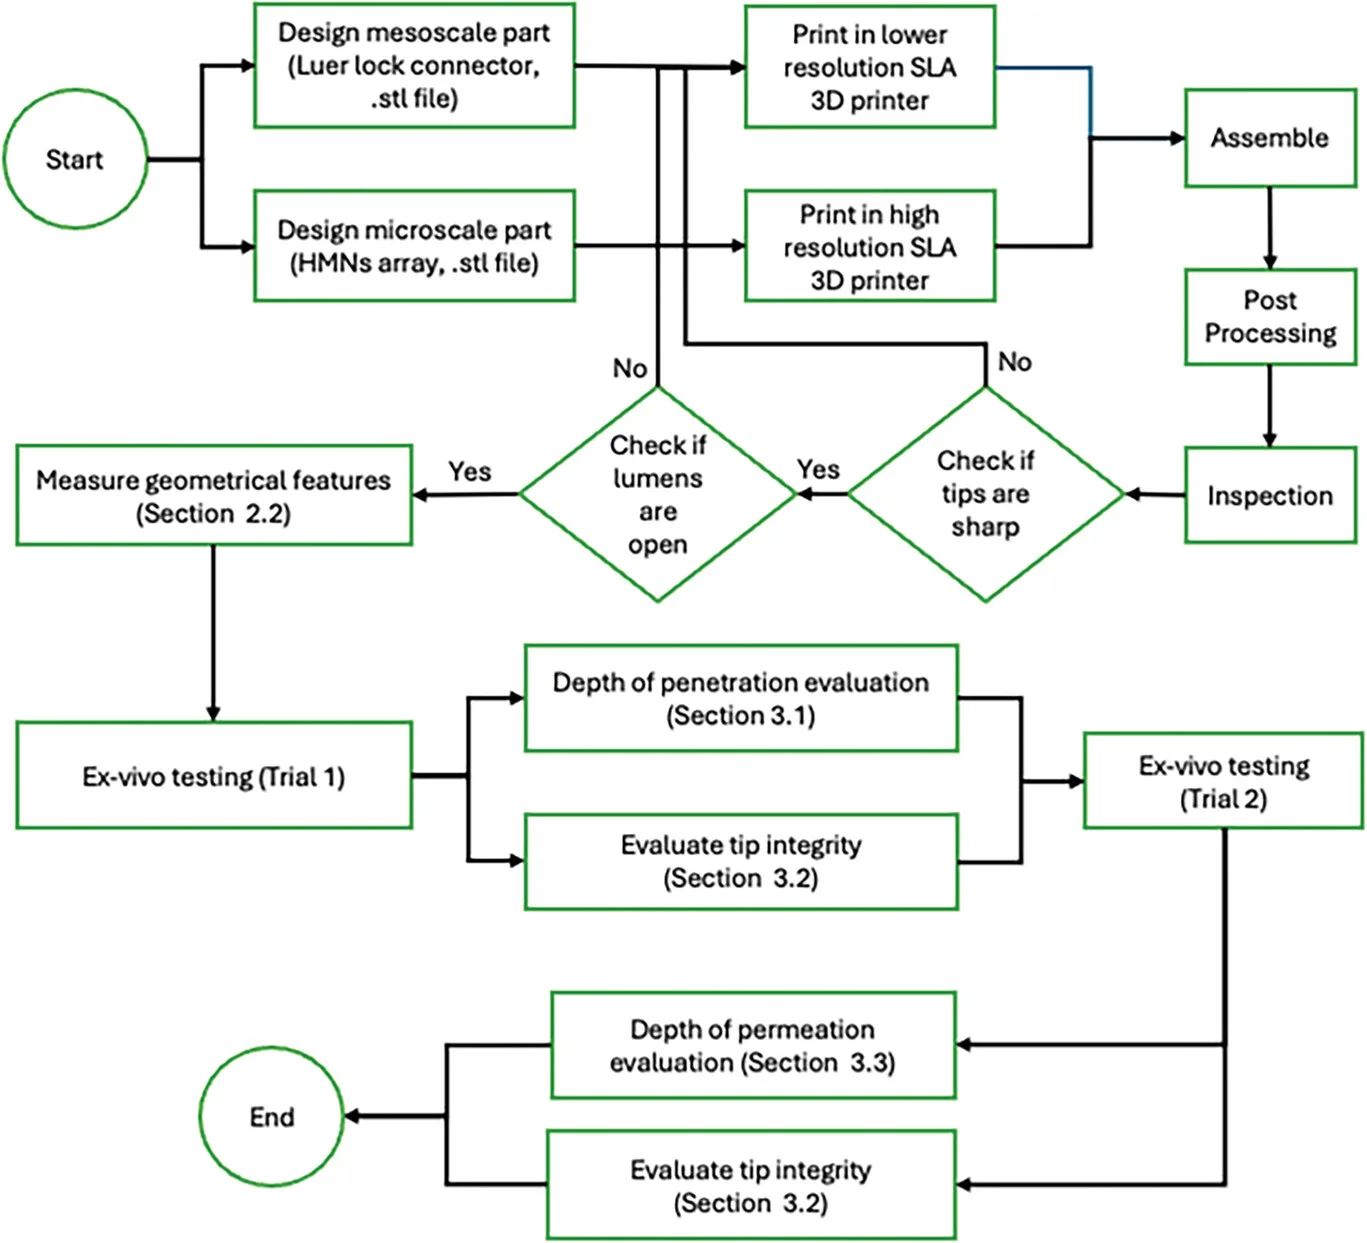 Start
Design mesoscale part
(Luer lock connector,
.stl file)
Print in lower
resolution SLA
3D printer
Assemble
Design microscale part
(HMNs array, .stl file)
Print in high
resolution SLA
3D printer
Post
Processing
Inspection
No
Check if
tips are
sharp
Yes
No
Check if
lumens
are
open
Yes
Measure geometrical features
(Section 2.2)
Ex-vivo testing (Trial 1)
Depth of penetration evaluation
(Section 3.1)
Evaluate tip integrity
(Section 3.2)
Ex-vivo testing
(Trial 2)
Depth of permeation
evaluation (Section 3.3)
Evaluate tip integrity
(Section 3.2)
End